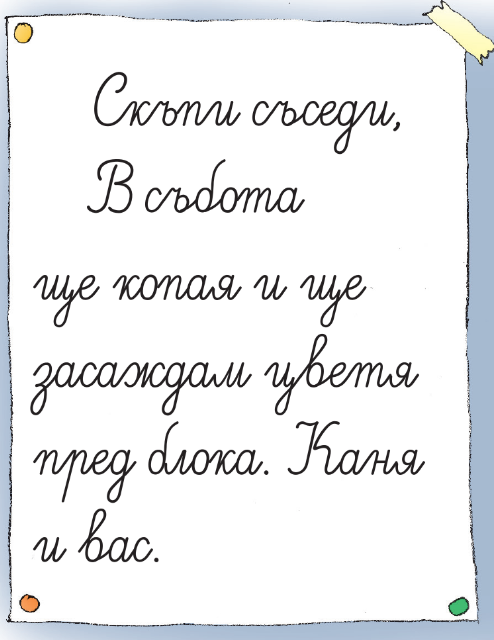 Скъпи съседи,
В събота
ще копая и ще
засаждам цветя
пред блока. Каня
и вас.